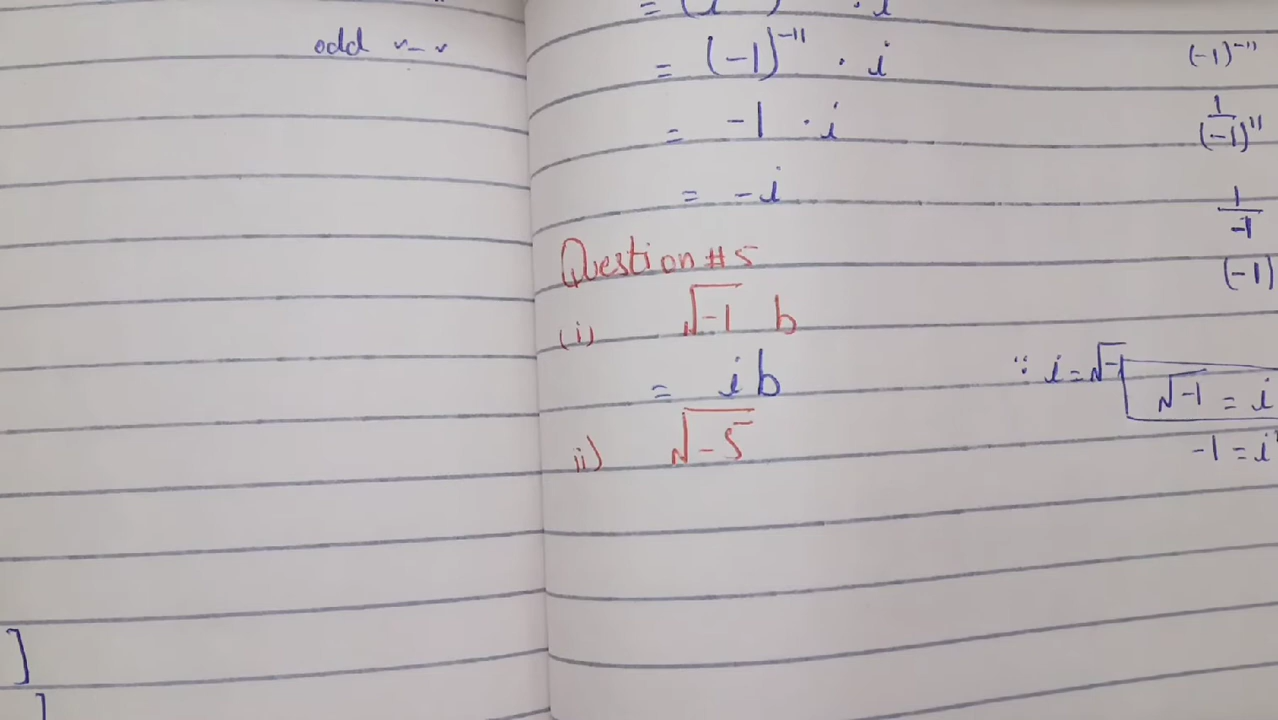 odd
= (-1)⁻¹¹ · i
= -1 · i
= -i
(-1)⁻¹¹
1/(-1)¹¹
1/-1
(-1)
Question #5
(i) √-1 b
= ib
∵ i=√-1
√-1 = i
-1 = i²
ii) √-5
]
]